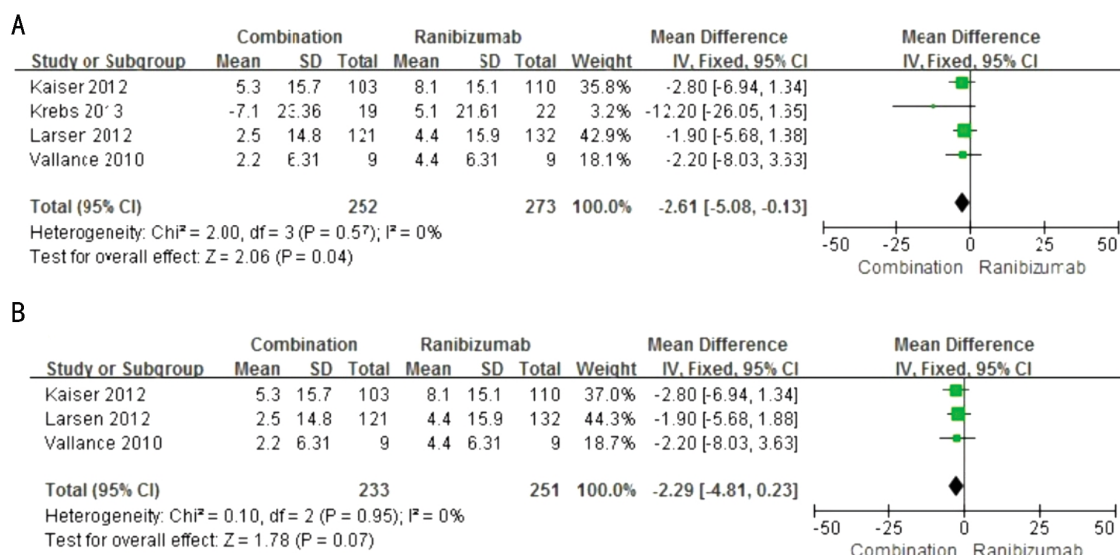 A
Combination Ranibizumab Mean Difference Mean Difference
Study or Subgroup Mean SD Total Mean SD Total Weight IV, Fixed, 95% CI IV, Fixed, 95% CI
Kaiser 2012 5.3 15.7 103 8.1 15.1 110 35.8% -2.80 [-6.94, 1.34]
Krebs 2013 -7.1 23.36 19 5.1 21.61 22 3.2% -12.20 [-26.05, 1.65]
Larser 2012 2.5 14.8 121 4.4 15.9 132 42.9% -1.90 [-5.68, 1.38]
Vallance 2010 2.2 6.31 9 4.4 6.31 9 18.1% -2.20 [-8.03, 3.63]
Total (95% CI) 252 273 100.0% -2.61 [-5.08, -0.13]
Heterogeneity: Chi² = 2.00, df = 3 (P = 0.57); I² = 0%
Test for overall effect: Z = 2.06 (P = 0.04)
-50 -25 0 25 50
Combination Ranibizumab
B
Combination Ranibizumab Mean Difference Mean Difference
Study or Subgroup Mean SD Total Mean SD Total Weight IV, Fixed, 95% CI IV, Fixed, 95% CI
Kaiser 2012 5.3 15.7 103 8.1 15.1 110 37.0% -2.80 [-6.94, 1.34]
Larsen 2012 2.5 14.8 121 4.4 15.9 132 44.3% -1.90 [-5.68, 1.88]
Vallance 2010 2.2 6.31 9 4.4 6.31 9 18.7% -2.20 [-8.03, 3.63]
Total (95% CI) 233 251 100.0% -2.29 [-4.81, 0.23]
Heterogeneity: Chi² = 0.10, df = 2 (P = 0.95); I² = 0%
Test for overall effect: Z = 1.78 (P = 0.07)
-50 -25 0 25 50
Combination Ranibizumab